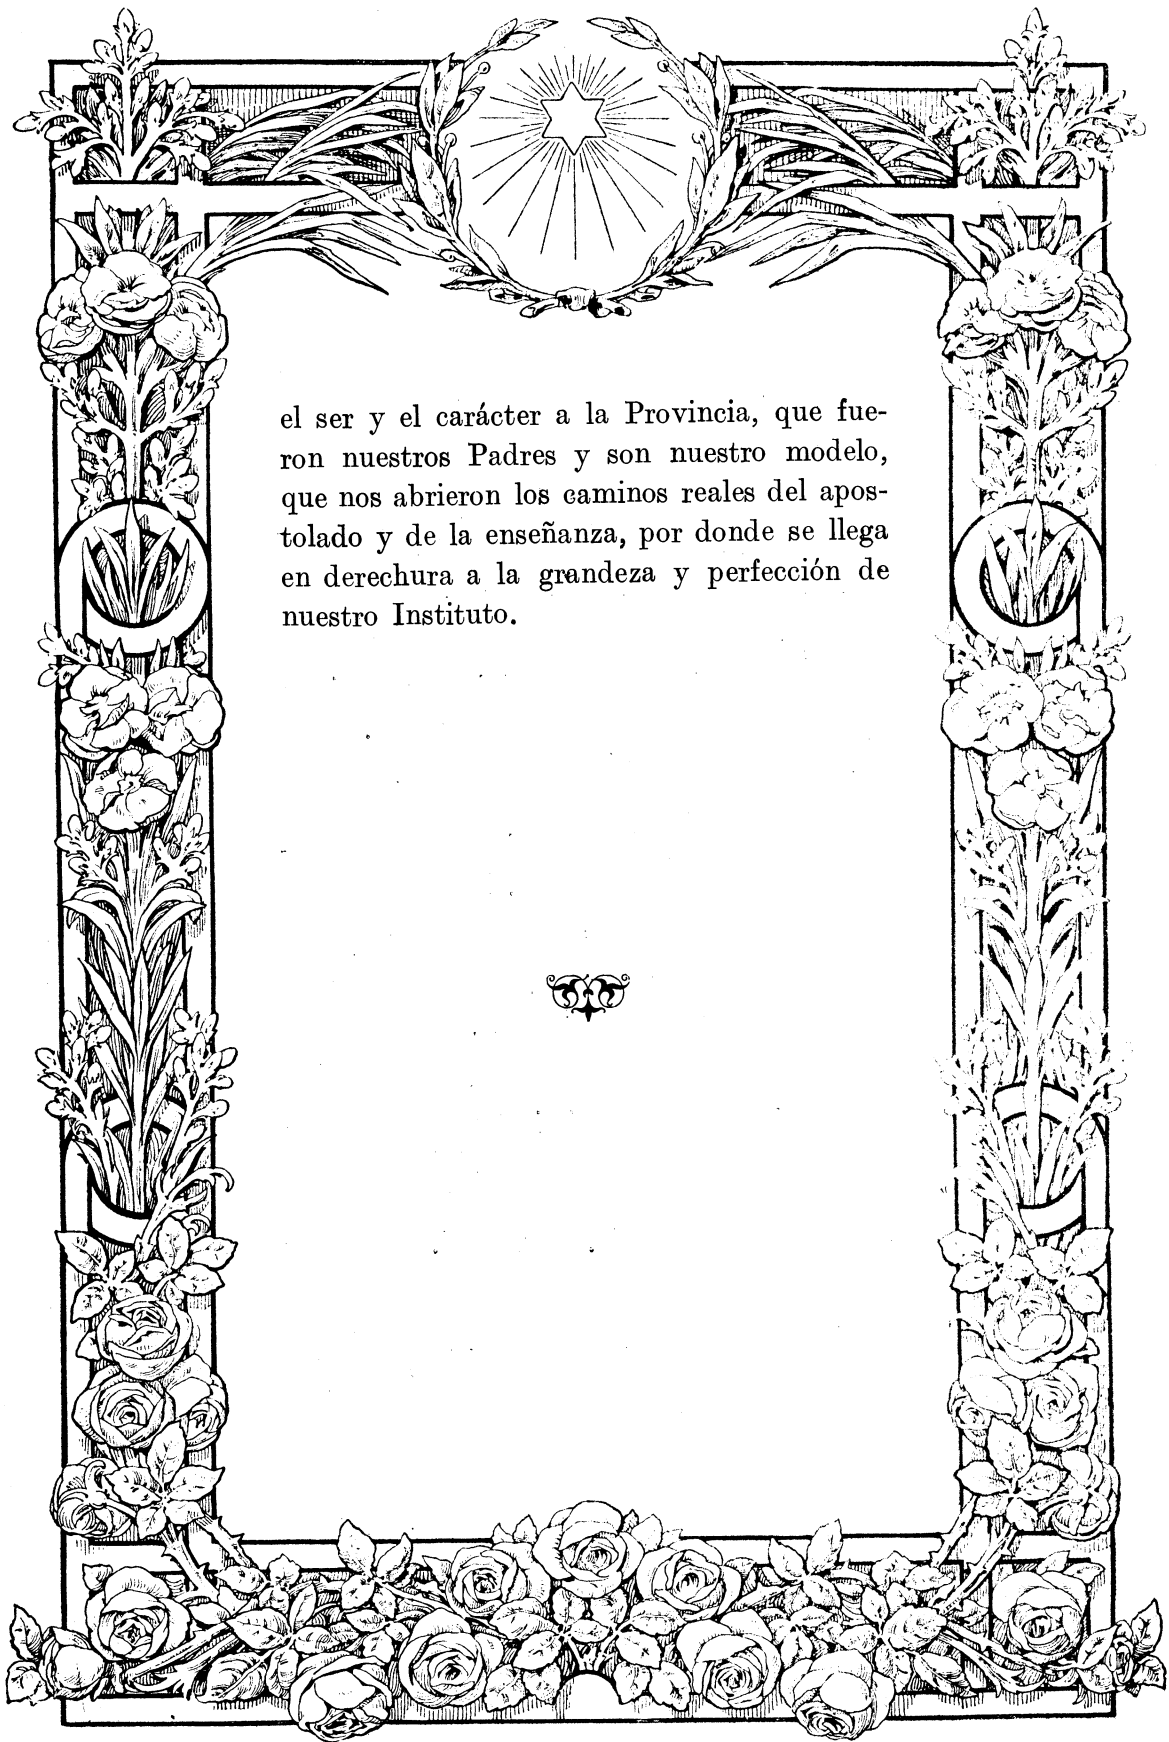 el ser y el carácter a la Provincia, que fue-
ron nuestros Padres y son nuestro modelo,
que nos abrieron los caminos reales del apos-
tolado y de la enseñanza, por donde se llega
en derechura a la grandeza y perfección de
nuestro Instituto.